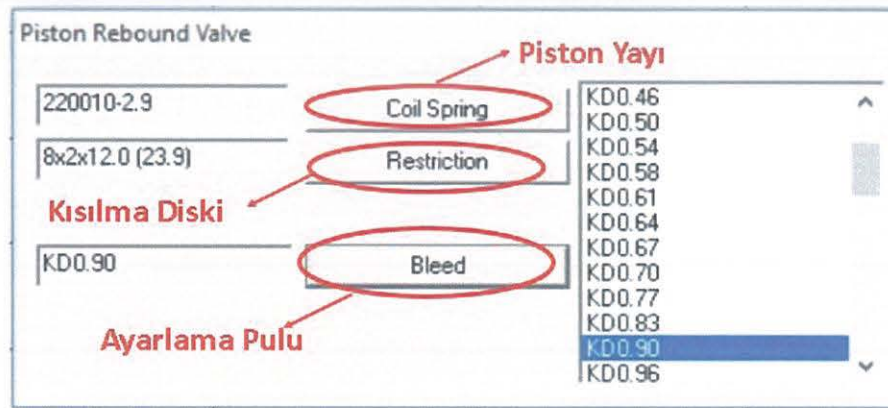 Piston Rebound Valve
Piston Yayı
220010-2.9
Coil Spring
8x2x12.0 (23.9)
Restriction
Kısılma Diski
KD0.90
Bleed
Ayarlama Pulu
KD0.46
KD0.50
KD0.54
KD0.58
KD0.61
KD0.64
KD0.67
KD0.70
KD0.77
KD0.83
KD0.90
KD0.96